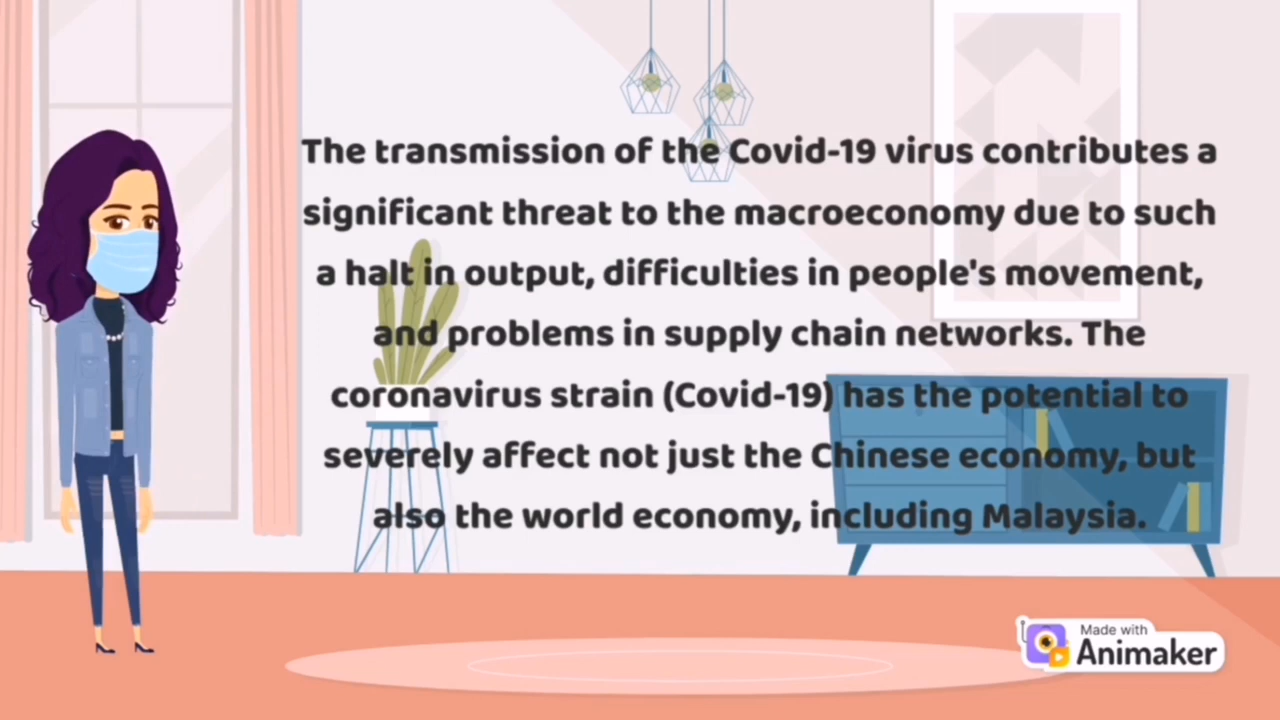 The transmission of the Covid-19 virus contributes a
significant threat to the macroeconomy due to such
a halt in output, difficulties in people's movement,
and problems in supply chain networks. The
coronavirus strain (Covid-19) has the potential to
severely affect not just the Chinese economy, but
also the world economy, including Malaysia.
Made with
Animaker